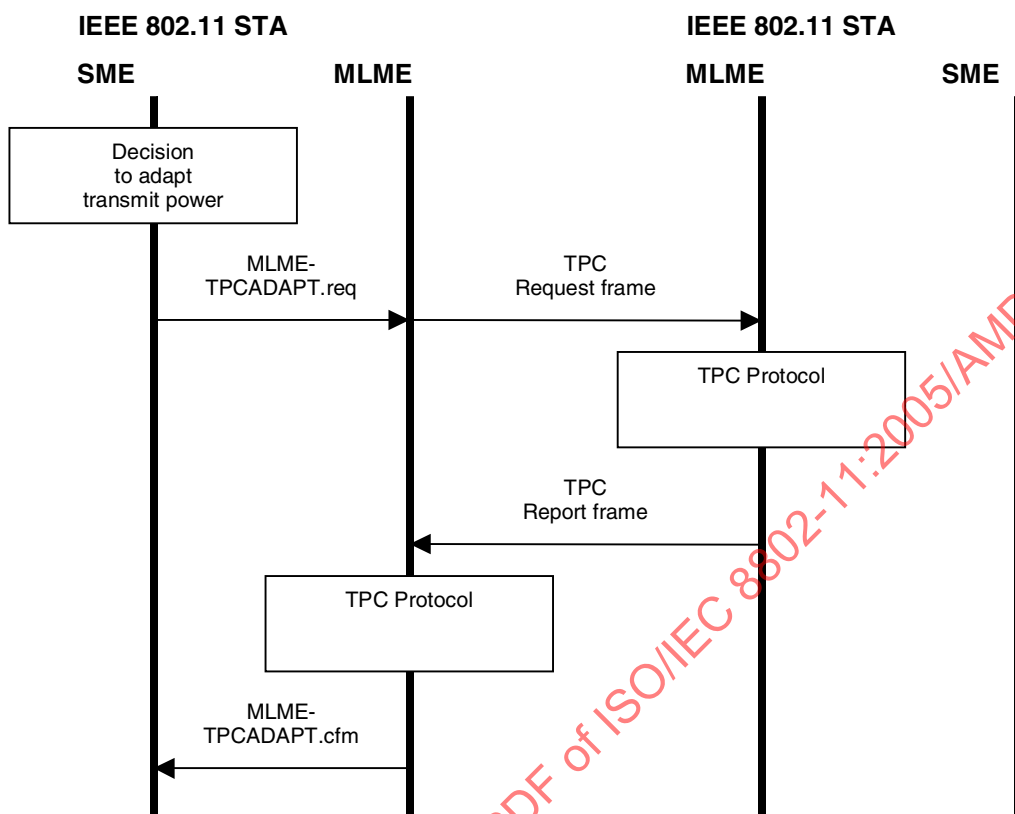 IEEE 802.11 STA IEEE 802.11 STA
SME MLME MLME SME
Decision
to adapt
transmit power
MLME-
TPCADAPT.req
TPC
Request frame
TPC Protocol
TPC
Report frame
TPC Protocol
MLME-
TPCADAPT.cfm
PDF of ISO/IEC 8802-11:2005/AMD